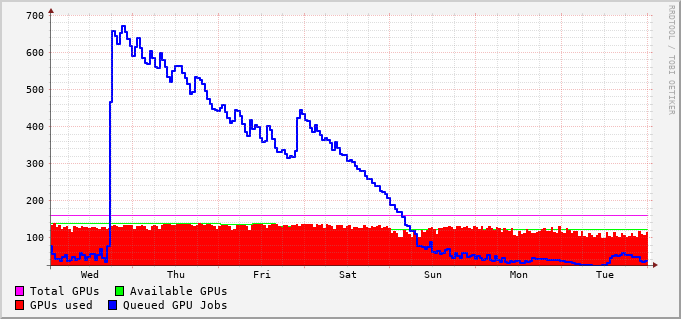 700
600
500
400
300
200
100
Wed Thu Fri Sat Sun Mon Tue
Total GPUs Available GPUs
GPUs used Queued GPU Jobs
RRDTOOL / TOBI OETIKER